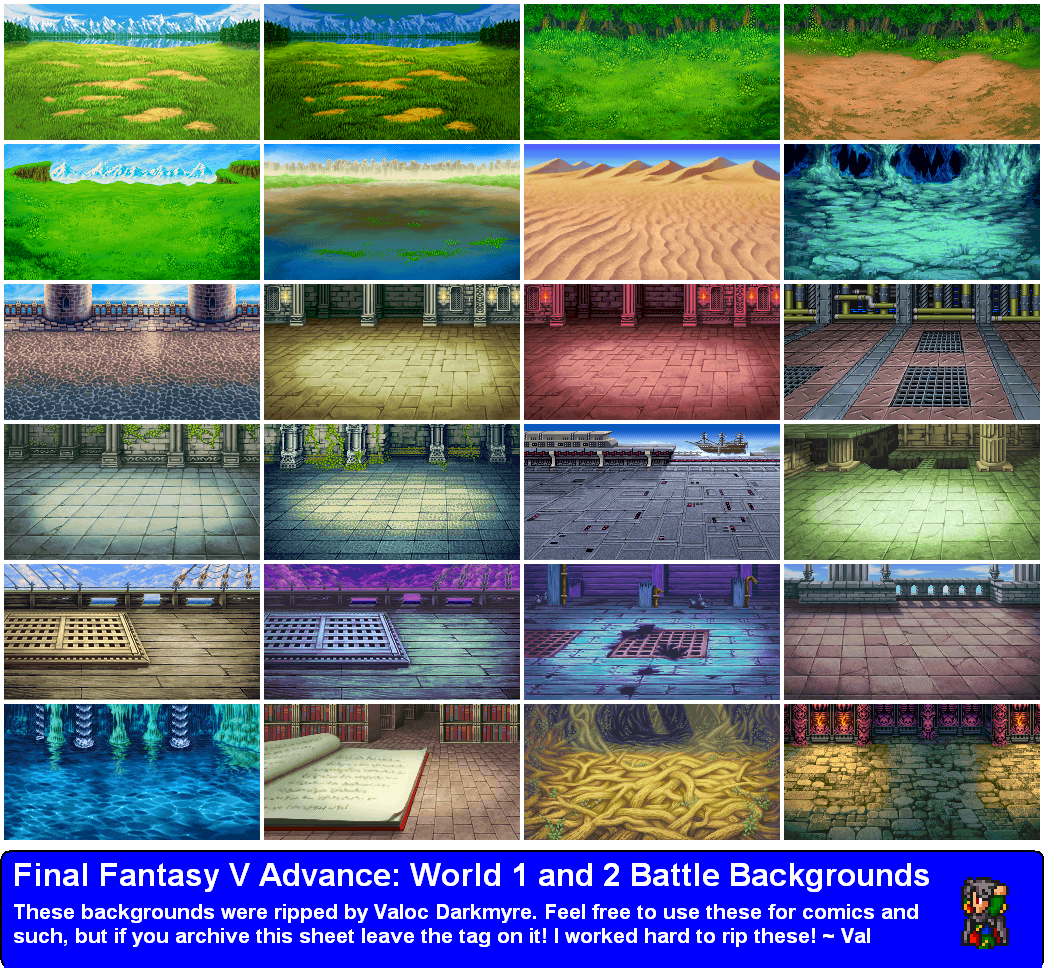 Final Fantasy V Advance: World 1 and 2 Battle Backgrounds
These backgrounds were ripped by Valoc Darkmyre. Feel free to use these for comics and
such, but if you archive this sheet leave the tag on it! I worked hard to rip these! ~ Val